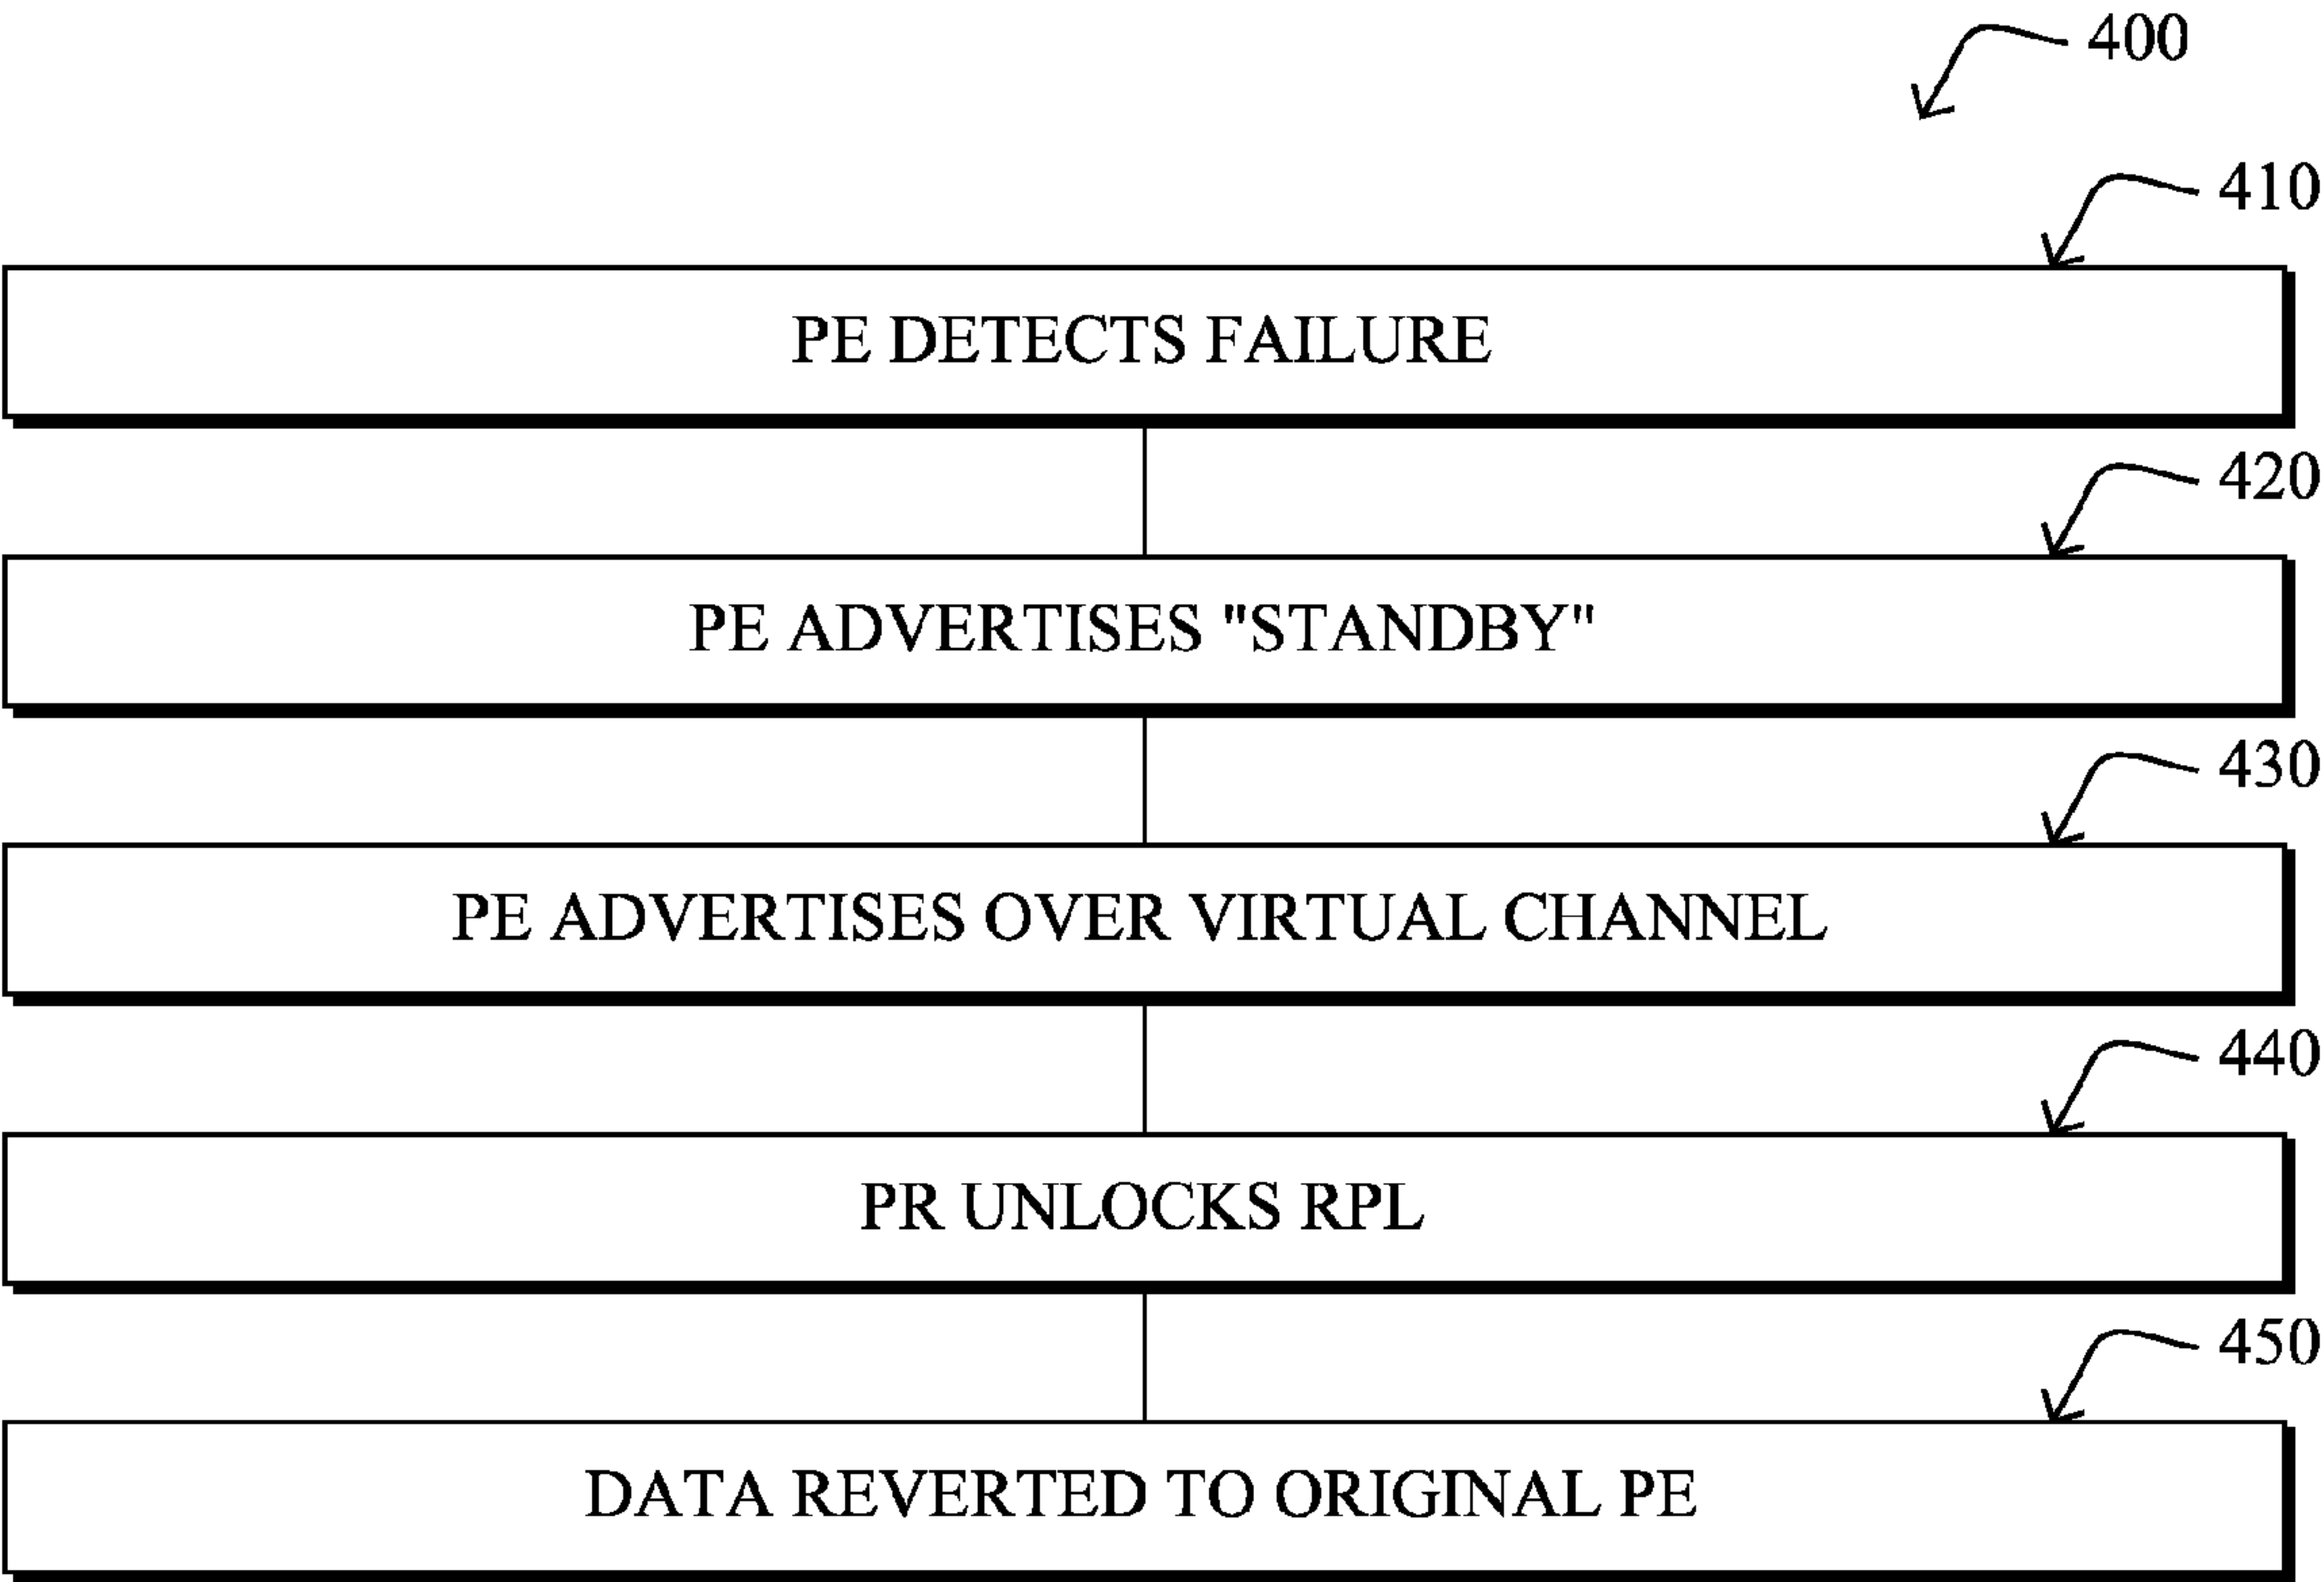 400
410
PE DETECTS FAILURE
420
PE ADVERTISES "STANDBY"
430
PE ADVERTISES OVER VIRTUAL CHANNEL
440
PR UNLOCKS RPL
450
DATA REVERTED TO ORIGINAL PE